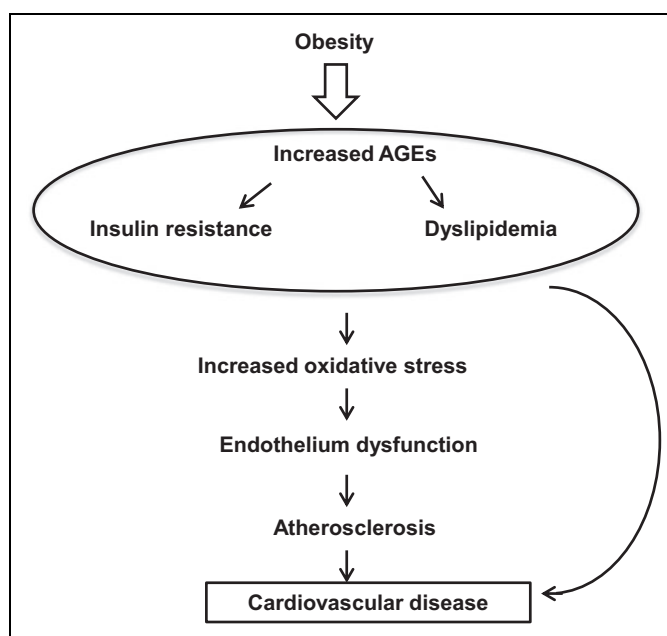 Obesity
Increased AGEs
Insulin resistance
Dyslipidemia
Increased oxidative stress
Endothelium dysfunction
Atherosclerosis
Cardiovascular disease